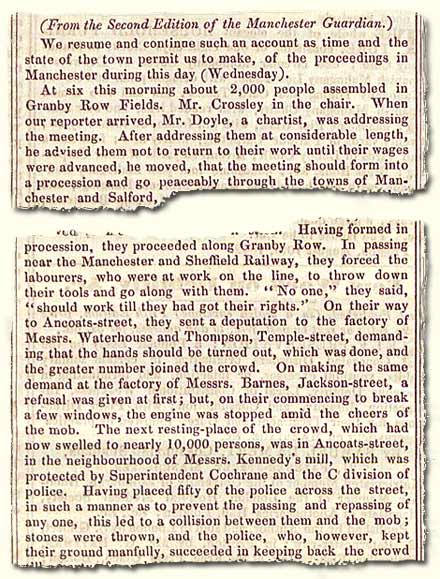 (From the Second Edition of the Manchester Guardian.)
We resume and continue such an account as time and the
state of the town permit us to make, of the proceedings in
Manchester during this day (Wednesday).
At six this morning about 2,000 people assembled in
Granby Row Fields. Mr. Crossley in the chair. When
our reporter arrived, Mr. Doyle, a chartist, was addressing
the meeting. After addressing them at considerable length,
he advised them not to return to their work until their wages
were advanced, he moved, that the meeting should form into
a procession and go peaceably through the towns of Man-
chester and Salford,
Having formed in
procession, they proceeded along Granby Row. In passing
near the Manchester and Sheffield Railway, they forced the
labourers, who were at work on the line, to throw down
their tools and go along with them. “ No one,” they said,
“should work till they had got their rights.” On their way
to Ancoats-street, they sent a deputation to the factory of
Messrs. Waterhouse and Thompson, Temple-street, demand-
ing that the hands should be turned out, which was done, and
the greater number joined the crowd. On making the same
demand at the factory of Messrs. Barnes, Jackson-street, a
refusal was given at first; but, on their commencing to break
a few windows, the engine was stopped amid the cheers of
the mob. The next resting-place of the crowd, which had
now swelled to nearly 10,000 persons, was in Ancoats-street,
in the neighbourhood of Messrs. Kennedy's mill, which was
protected by Superintendent Cochrane and the C division of
police. Having placed fifty of the police across the street,
in such a manner as to prevent the passing and repassing of
any one, this led to a collision between them and the mob;
stones were thrown, and the police, who, however, kept
their ground manfully, succeeded in keeping back the crowd